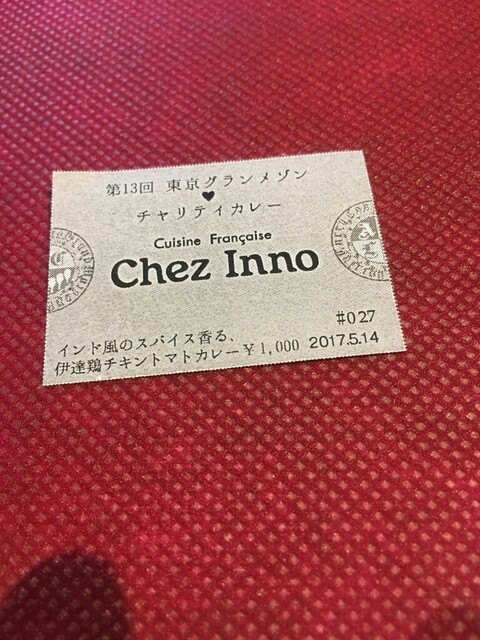 第13回 東京グランメゾン
♥
チャリティカレー
Cuisine Française
Chez Inno
#027
インド風のスパイス香る、
伊達鶏チキントマトカレー¥1,000 2017.5.14